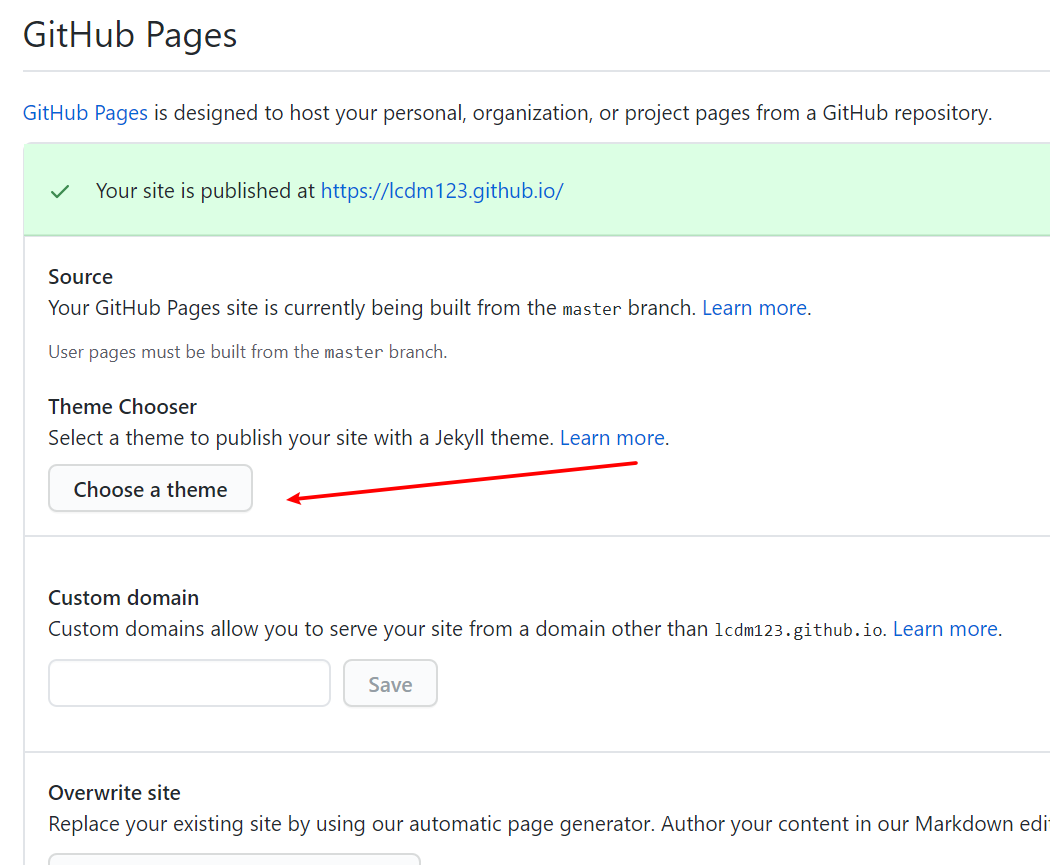 GitHub Pages
GitHub Pages is designed to host your personal, organization, or project pages from a GitHub repository.
Your site is published at https://lcdm123.github.io/
Source
Your GitHub Pages site is currently being built from the master branch. Learn more.
User pages must be built from the master branch.
Theme Chooser
Select a theme to publish your site with a Jekyll theme. Learn more.
Choose a theme
Custom domain
Custom domains allow you to serve your site from a domain other than lcdm123.github.io. Learn more.
Save
Overwrite site
Replace your existing site by using our automatic page generator. Author your content in our Markdown edi